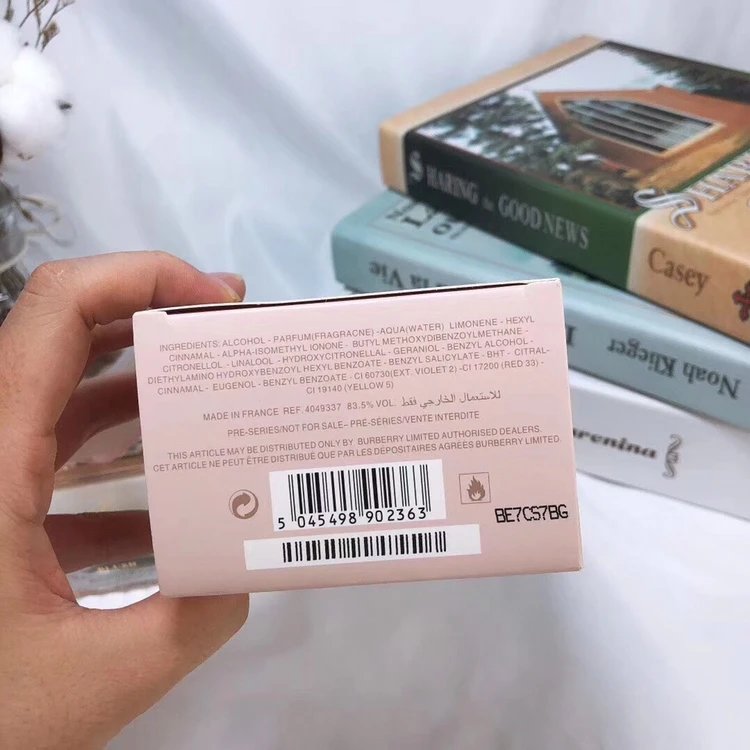 SHARING the GOOD NEWS
Casey
la Vie
Noah Klieger
arenina
INGREDIENTS: ALCOHOL - PARFUM(FRAGRACNE) - AQUA(WATER) LIMONENE - HEXYL
CINNAMAL - ALPHA-ISOMETHYL IONONE - BUTYL METHOXYDIBENZOYLMETHANE -
CITRONELLOL - LINALOOL - HYDROXYCITRONELLAL - GERANIOL - BENZYL ALCOHOL -
DIETHYLAMINO HYDROXYBENZOYL HEXYL BENZOATE - BENZYL SALICYLATE - BHT - CITRAL-
CINNAMAL - EUGENOL - BENZYL BENZOATE - CI 60730(EXT. VIOLET 2) -CI 17200 (RED 33) -
CI 19140 (YELLOW 5)
MADE IN FRANCE REF. 4049337 83.5% VOL. للاستعمال الخارجي فقط
PRE-SERIES/NOT FOR SALE– PRÉ-SÉRIES/VENTE INTERDITE
THIS ARTICLE MAY BE DISTRIBUTED ONLY BY BURBERRY LIMITED AUTHORISED DEALERS.
CET ARTICLE NE PEUT ÊTRE DISTRIBUÉ QUE PAR LES DÉPOSITAIRES AGRÉES BURBERRY LIMITED.
5 045498 902363
BE7CS7BG